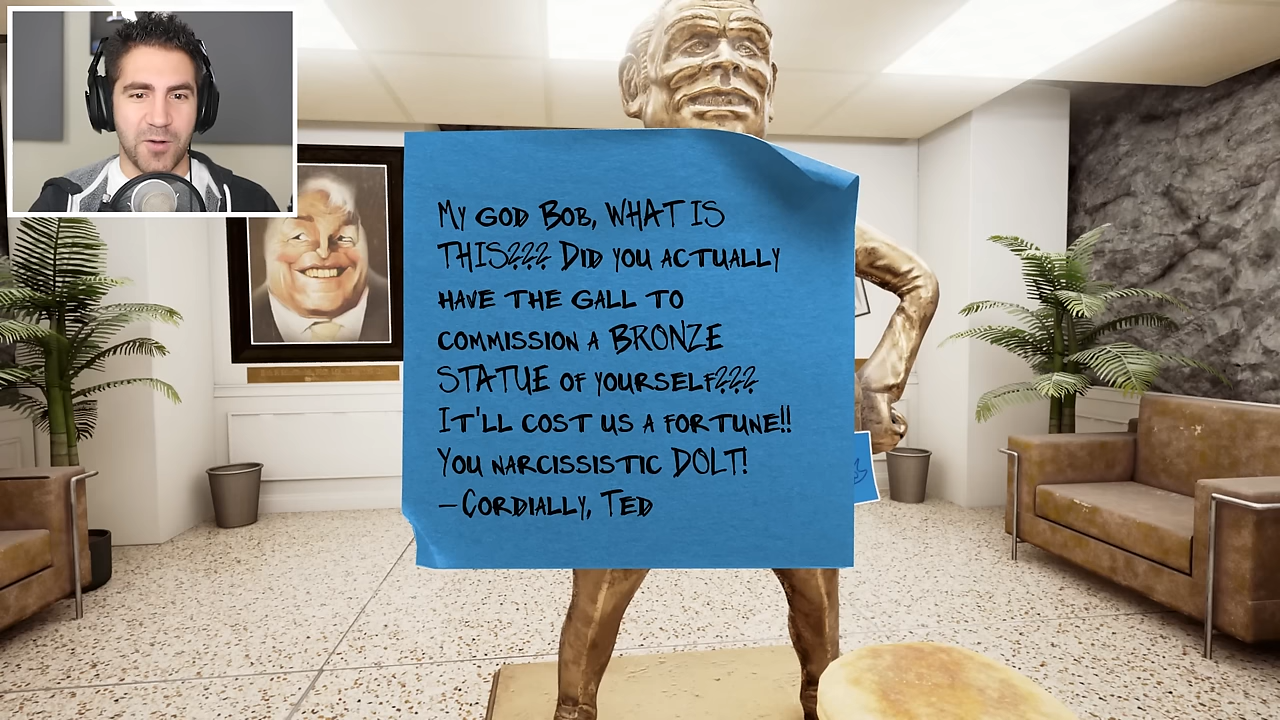 My god Bob, WHAT IS
THIS??? Did you actually
have the gall to
commission a BRONZE
STATUE of yourself???
It'll cost us a fortune!!
You narcissistic DOLT!
-Cordially, Ted